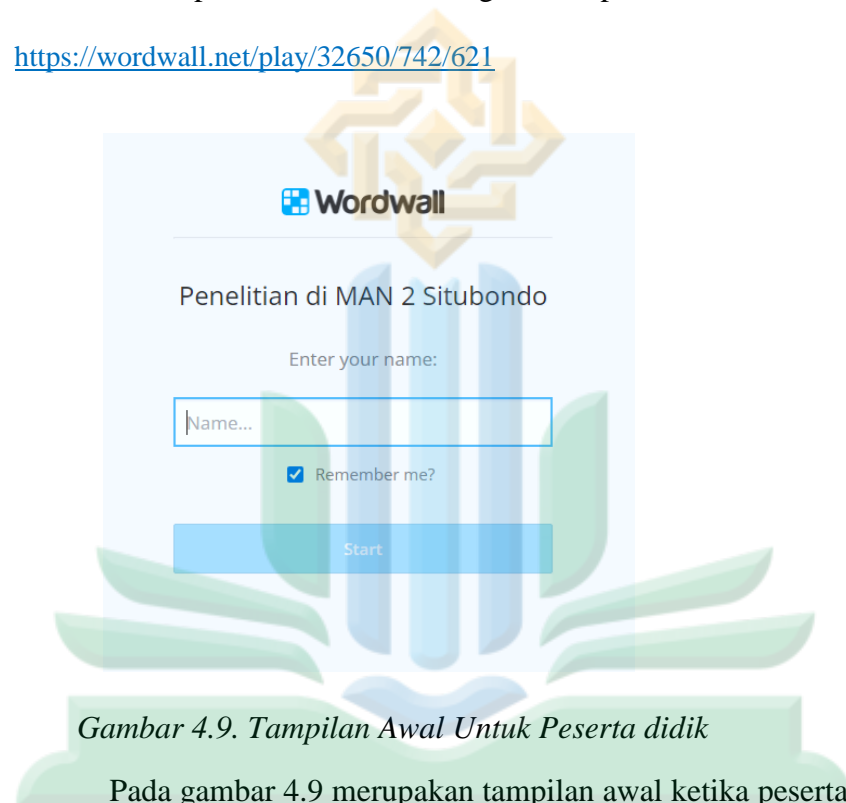 https://wordwall.net/play/32650/742/621
Wordwall
Penelitian di MAN 2 Situbondo
Enter your name:
Name...
Remember me?
Start
Gambar 4.9. Tampilan Awal Untuk Peserta didik
Pada gambar 4.9 merupakan tampilan awal ketika peserta